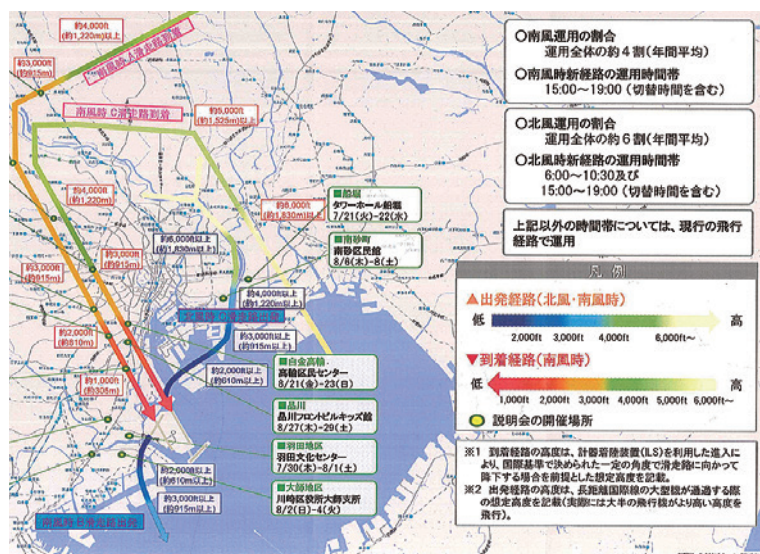 約4,000ft
(約1,220m)以上
南風時A滑走路到着
約3,000ft
(約915m)
南風時 C滑走路到着
約5,000ft
(約1,525m)以上
約4,000ft
(約1,220m)
約6,000ft
(約1,830m)以上
約6,000ft以上
(約1,830m以上)
約3,000ft
(約915m)
約3,000ft
(約915m)
約4,000ft以上
(約1,220m以上)
約3,000ft以上
(約915m以上)
約2,000ft
(約610m)
約2,000ft以上
(約610m以上)
約1,000ft
(約305m)
約2,000ft以上
(約610m以上)
約3,000ft以上
(約915m以上)
■船堀
タワーホール船堀
7/21(火)-22(水)
■南砂町
南砂区民館
8/6(木)-8(土)
■白金高輪
高輪区民センター
8/21(金)-23(日)
■品川
品川フロントビルキッズ館
8/27(木)-29(土)
■羽田地区
羽田文化センター
7/30(木)-8/1(土)
■大師地区
川崎区役所大師支所
8/2(日)-4(火)
○南風運用の割合
運用全体の約4割(年間平均)
○南風時新経路の運用時間帯
15:00~19:00 (切替時間を含む)
○北風運用の割合
運用全体の約6割(年間平均)
○北風時新経路の運用時間帯
6:00~10:30及び
15:00~19:00 (切替時間を含む)
上記以外の時間帯については、現行の飛行
経路で運用
凡 例
▲出発経路(北風・南風時)
低 高
2,000ft 3,000ft 4,000ft 6,000ft~
▼到着経路(南風時)
低 高
1,000ft 2,000ft 3,000ft 4,000ft 5,000ft 6,000ft~
説明会の開催場所
※1 到着経路の高度は、計器着陸装置(ILS)を利用した進入
により、国際基準で決められた一定の角度で滑走路に向かって
降下する場合を前提とした想定高度を記載。
※2 出発経路の高度は、長距離国際線の大型機が通過する際
の想定高度を記載(実際には大半の飛行機がより高い高度を
飛行)。